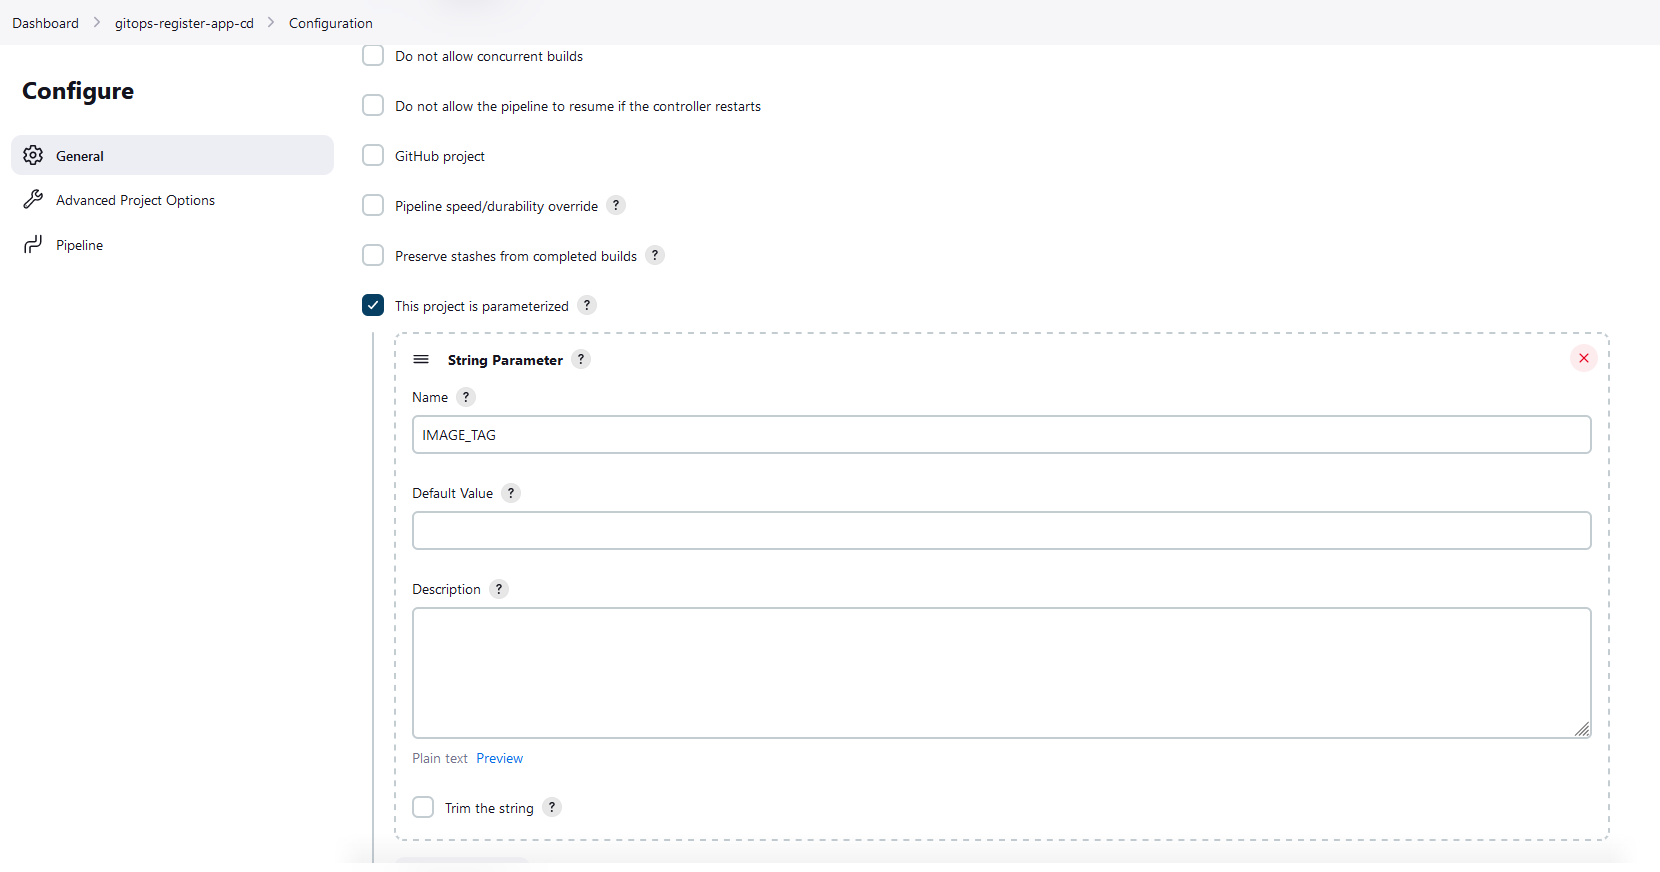 Dashboard > gitops-register-app-cd > Configuration
Configure
General
Advanced Project Options
Pipeline
Do not allow concurrent builds
Do not allow the pipeline to resume if the controller restarts
GitHub project
Pipeline speed/durability override ?
Preserve stashes from completed builds ?
This project is parameterized ?
String Parameter ?
Name ?
IMAGE_TAG
Default Value ?
Description ?
Plain text Preview
Trim the string ?